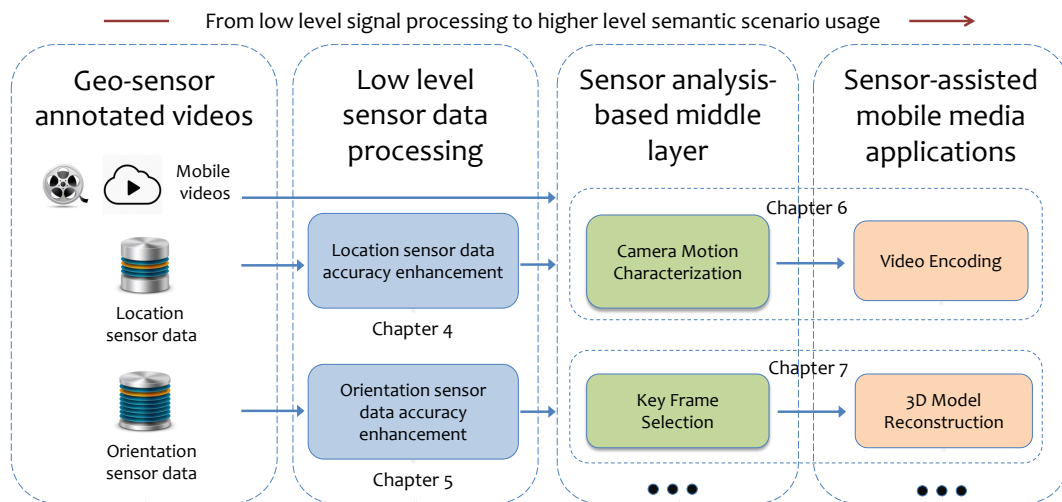 From low level signal processing to higher level semantic scenario usage
Geo-sensor
annotated videos
Mobile
videos
Location
sensor data
Orientation
sensor data
Low level
sensor data
processing
Location sensor data
accuracy enhancement
Chapter 4
Orientation sensor
data accuracy
enhancement
Chapter 5
Sensor analysis-
based middle
layer
Camera Motion
Characterization
Key Frame
Selection
Sensor-assisted
mobile media
applications
Chapter 6
Video Encoding
Chapter 7
3D Model
Reconstruction